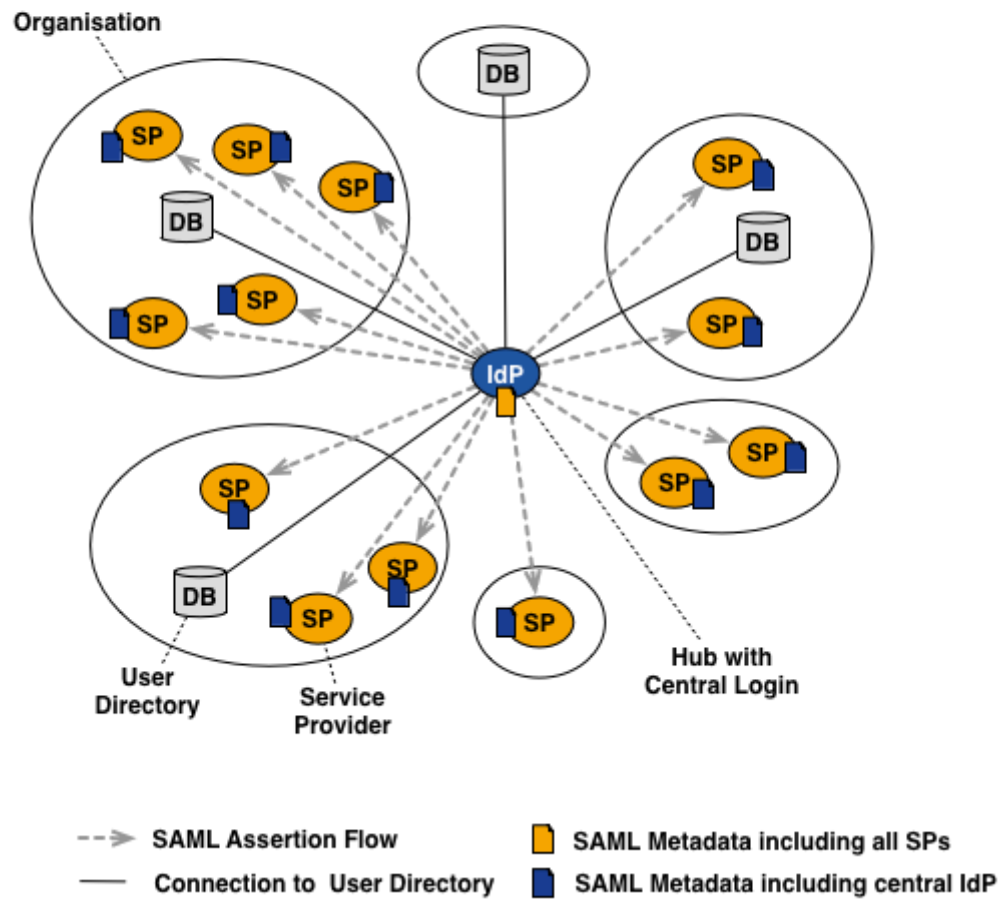 Organisation
DB
SP
SP
SP
SP
DB
DB
SP
SP
SP
IdP
SP
SP
SP
SP
DB
SP
SP
User
Directory
Service
Provider
Hub with
Central Login
SAML Assertion Flow
SAML Metadata including all SPs
Connection to User Directory
SAML Metadata including central IdP